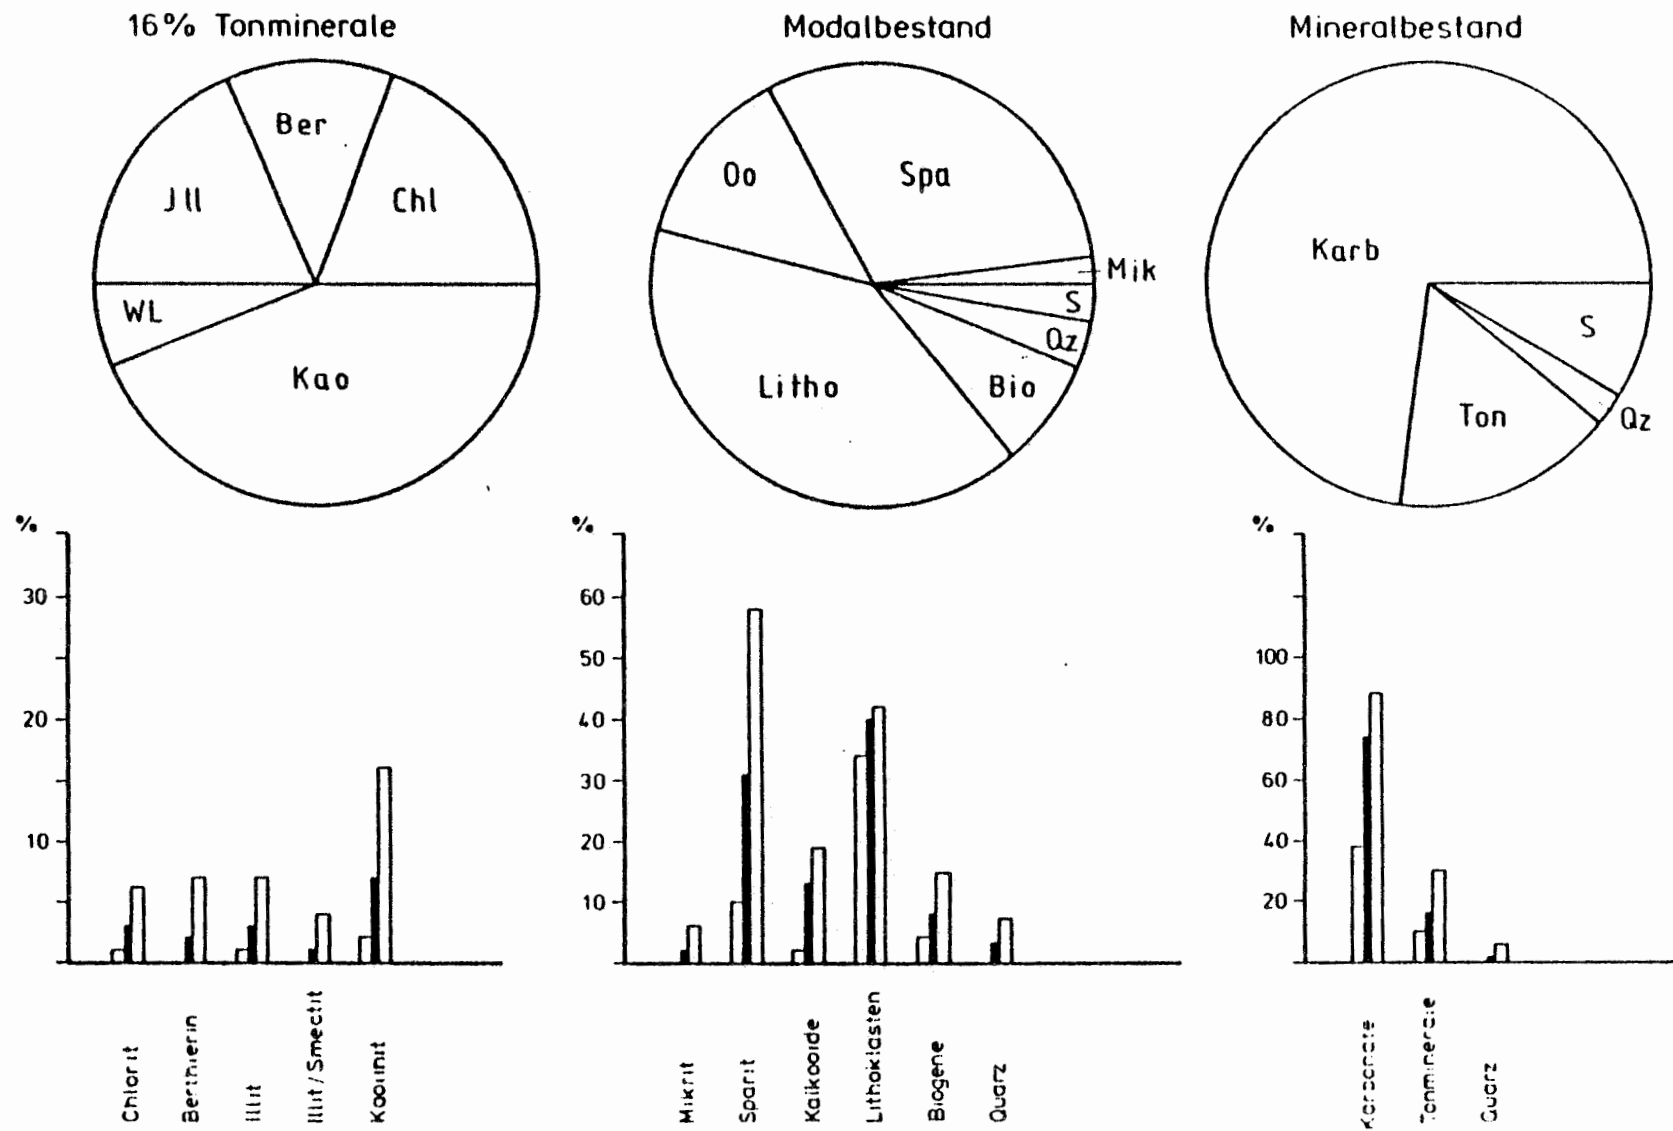 16% Tonminerale
Modalbestand
Mineralbestand
Ber
Jll
Chl
WL
Kao
Oo
Spa
Mik
S
Qz
Litho
Bio
Karb
S
Ton
Qz
%
30
20
10
Chlorit
Berthierin
Illit
Illit/Smectit
Kaolinit
%
60
50
40
30
20
10
Mikrit
Sparit
Kalkooide
Lithoklasten
Biogene
Quarz
%
100
80
60
40
20
Karbonate
Tonminerale
Quarz